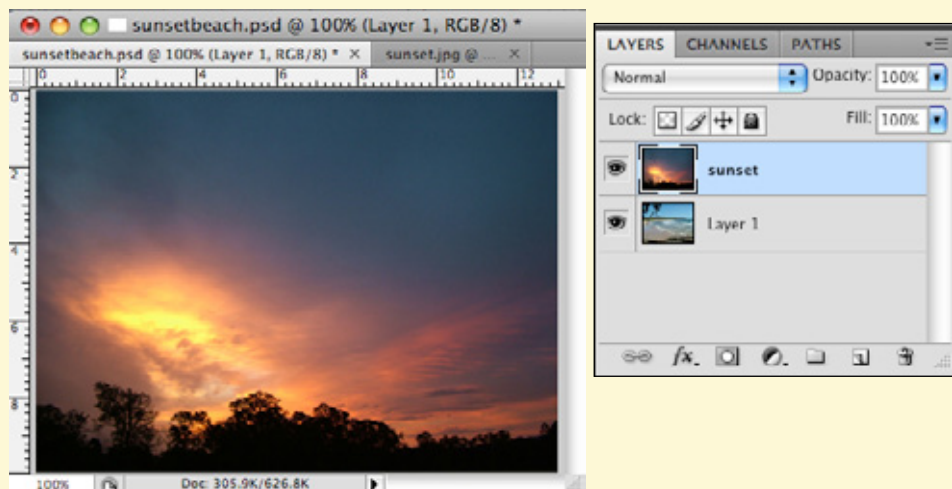 sunsetbeach.psd @ 100% (Layer 1, RGB/8) *
sunsetbeach.psd @ 100% (Layer 1, RGB/8) * × sunset.jpg @ ... ×
0 2 4 6 8 10 12
0
2
4
6
8
100% Doc: 305.9K/626.8K
LAYERS CHANNELS PATHS
Normal Opacity: 100%
Lock: Fill: 100%
sunset
Layer 1
fx.